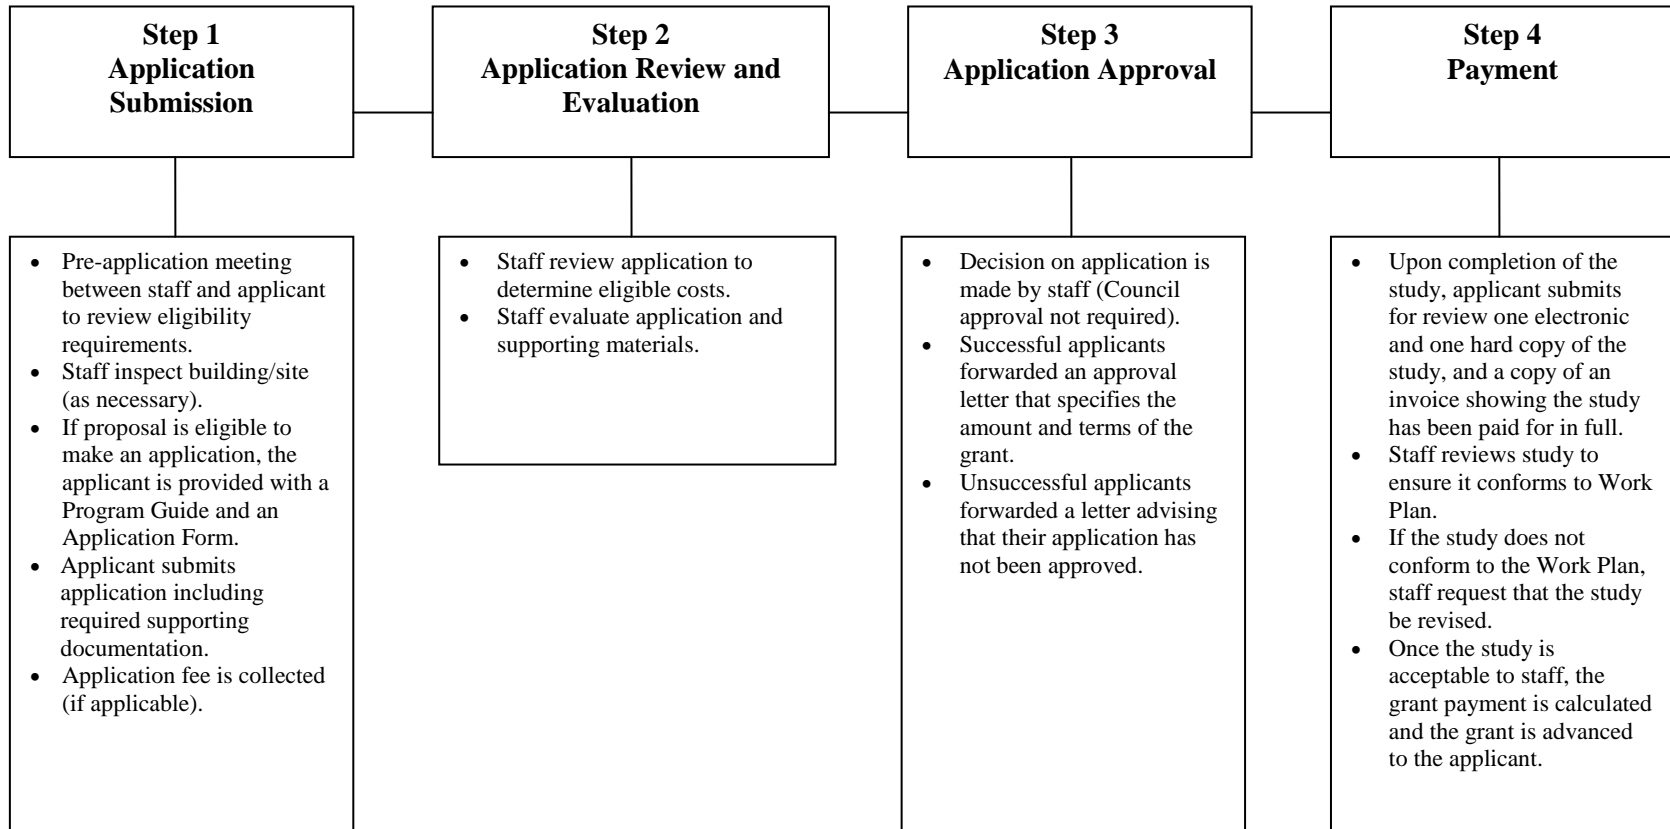 Step 1
Application
Submission
Step 2
Application Review and
Evaluation
Step 3
Application Approval
Step 4
Payment
• Pre-application meeting
between staff and applicant
to review eligibility
requirements.
• Staff inspect building/site
(as necessary).
• If proposal is eligible to
make an application, the
applicant is provided with a
Program Guide and an
Application Form.
• Applicant submits
application including
required supporting
documentation.
• Application fee is collected
(if applicable).
• Staff review application to
determine eligible costs.
• Staff evaluate application and
supporting materials.
• Decision on application is
made by staff (Council
approval not required).
• Successful applicants
forwarded an approval
letter that specifies the
amount and terms of the
grant.
• Unsuccessful applicants
forwarded a letter advising
that their application has
not been approved.
• Upon completion of the
study, applicant submits
for review one electronic
and one hard copy of the
study, and a copy of an
invoice showing the study
has been paid for in full.
• Staff reviews study to
ensure it conforms to Work
Plan.
• If the study does not
conform to the Work Plan,
staff request that the study
be revised.
• Once the study is
acceptable to staff, the
grant payment is calculated
and the grant is advanced
to the applicant.